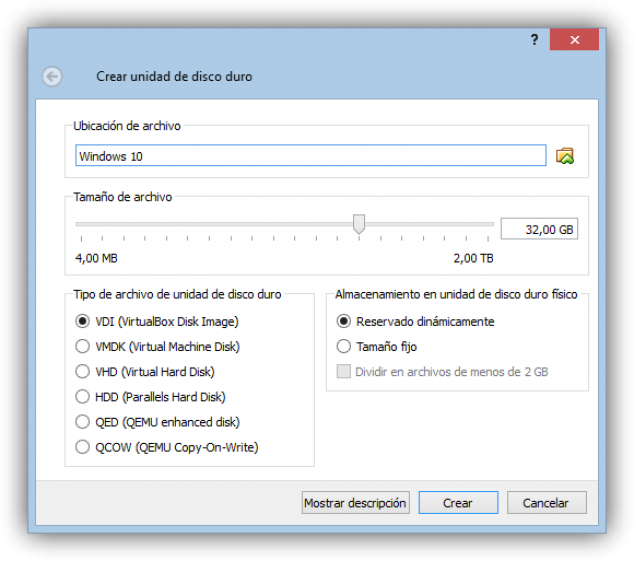 ?
Crear unidad de disco duro
Ubicación de archivo
Windows 10
Tamaño de archivo
32,00 GB
4,00 MB
2,00 TB
Tipo de archivo de unidad de disco duro
VDI (VirtualBox Disk Image)
VMDK (Virtual Machine Disk)
VHD (Virtual Hard Disk)
HDD (Parallels Hard Disk)
QED (QEMU enhanced disk)
QCOW (QEMU Copy-On-Write)
Almacenamiento en unidad de disco duro físico
Reservado dinámicamente
Tamaño fijo
Dividir en archivos de menos de 2 GB
Mostrar descripción
Crear
Cancelar